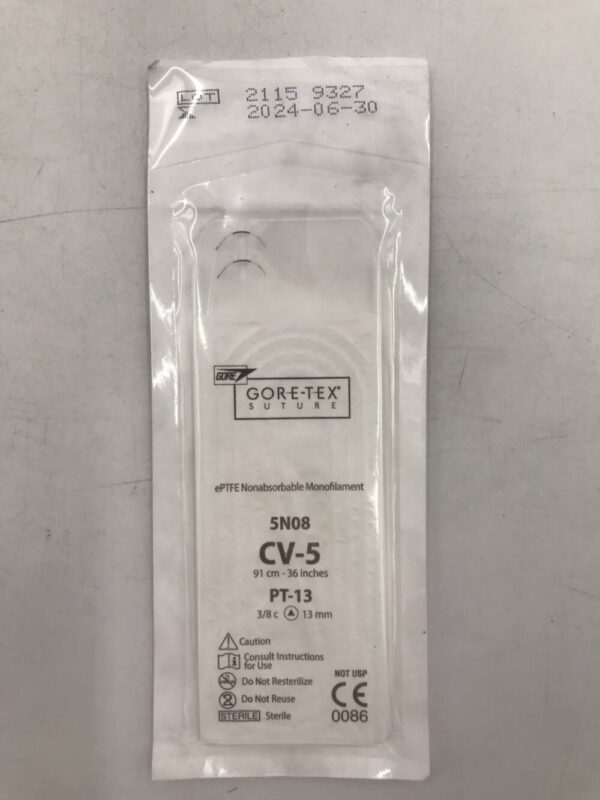 LOT 2115 9327
2024-06-30
GORE
GORE-TEX®
SUTURE
ePTFE Nonabsorbable Monofilament
5N08
CV-5
91 cm - 36 inches
PT-13
3/8 c 13 mm
Caution
Consult Instructions
for Use
Do Not Resterilize
Do Not Reuse
STERILE Sterile
NOT USP
CE
0086